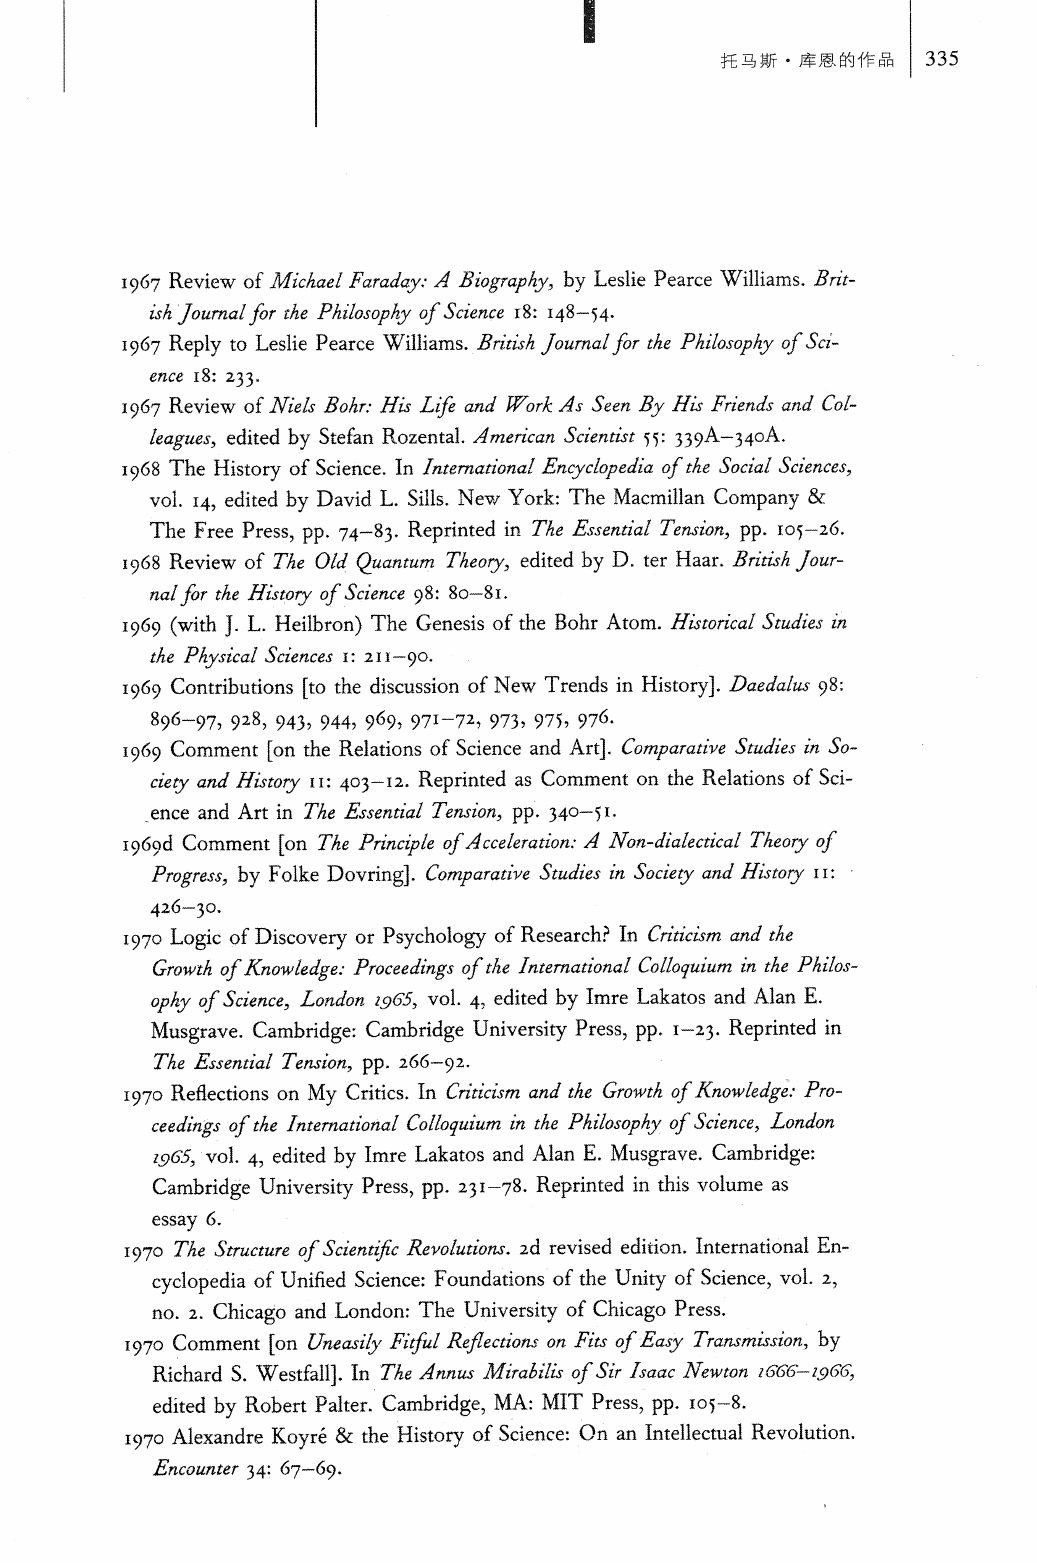 托马斯·库恩的作品 335
1967 Review of Michael Faraday: A Biography, by Leslie Pearce Williams. Brit-
ish Journal for the Philosophy of Science 18: 148–54.
1967 Reply to Leslie Pearce Williams. British Journal for the Philosophy of Sci-
ence 18: 233.
1967 Review of Niels Bohr: His Life and Work As Seen By His Friends and Col-
leagues, edited by Stefan Rozental. American Scientist 55: 339A–340A.
1968 The History of Science. In International Encyclopedia of the Social Sciences,
vol. 14, edited by David L. Sills. New York: The Macmillan Company &
The Free Press, pp. 74–83. Reprinted in The Essential Tension, pp. 105–26.
1968 Review of The Old Quantum Theory, edited by D. ter Haar. British Jour-
nal for the History of Science 98: 80–81.
1969 (with J. L. Heilbron) The Genesis of the Bohr Atom. Historical Studies in
the Physical Sciences 1: 211–90.
1969 Contributions [to the discussion of New Trends in History]. Daedalus 98:
896–97, 928, 943, 944, 969, 971–72, 973, 975, 976.
1969 Comment [on the Relations of Science and Art]. Comparative Studies in So-
ciety and History 11: 403–12. Reprinted as Comment on the Relations of Sci-
ence and Art in The Essential Tension, pp. 340–51.
1969d Comment [on The Principle of Acceleration: A Non-dialectical Theory of
Progress, by Folke Dovring]. Comparative Studies in Society and History 11:
426–30.
1970 Logic of Discovery or Psychology of Research? In Criticism and the
Growth of Knowledge: Proceedings of the International Colloquium in the Philos-
ophy of Science, London 1965, vol. 4, edited by Imre Lakatos and Alan E.
Musgrave. Cambridge: Cambridge University Press, pp. 1–23. Reprinted in
The Essential Tension, pp. 266–92.
1970 Reflections on My Critics. In Criticism and the Growth of Knowledge: Pro-
ceedings of the International Colloquium in the Philosophy of Science, London
1965, vol. 4, edited by Imre Lakatos and Alan E. Musgrave. Cambridge:
Cambridge University Press, pp. 231–78. Reprinted in this volume as
essay 6.
1970 The Structure of Scientific Revolutions. 2d revised edition. International En-
cyclopedia of Unified Science: Foundations of the Unity of Science, vol. 2,
no. 2. Chicago and London: The University of Chicago Press.
1970 Comment [on Uneasily Fitful Reflections on Fits of Easy Transmission, by
Richard S. Westfall]. In The Annus Mirabilis of Sir Isaac Newton 1666–1966,
edited by Robert Palter. Cambridge, MA: MIT Press, pp. 105–8.
1970 Alexandre Koyré & the History of Science: On an Intellectual Revolution.
Encounter 34: 67–69.